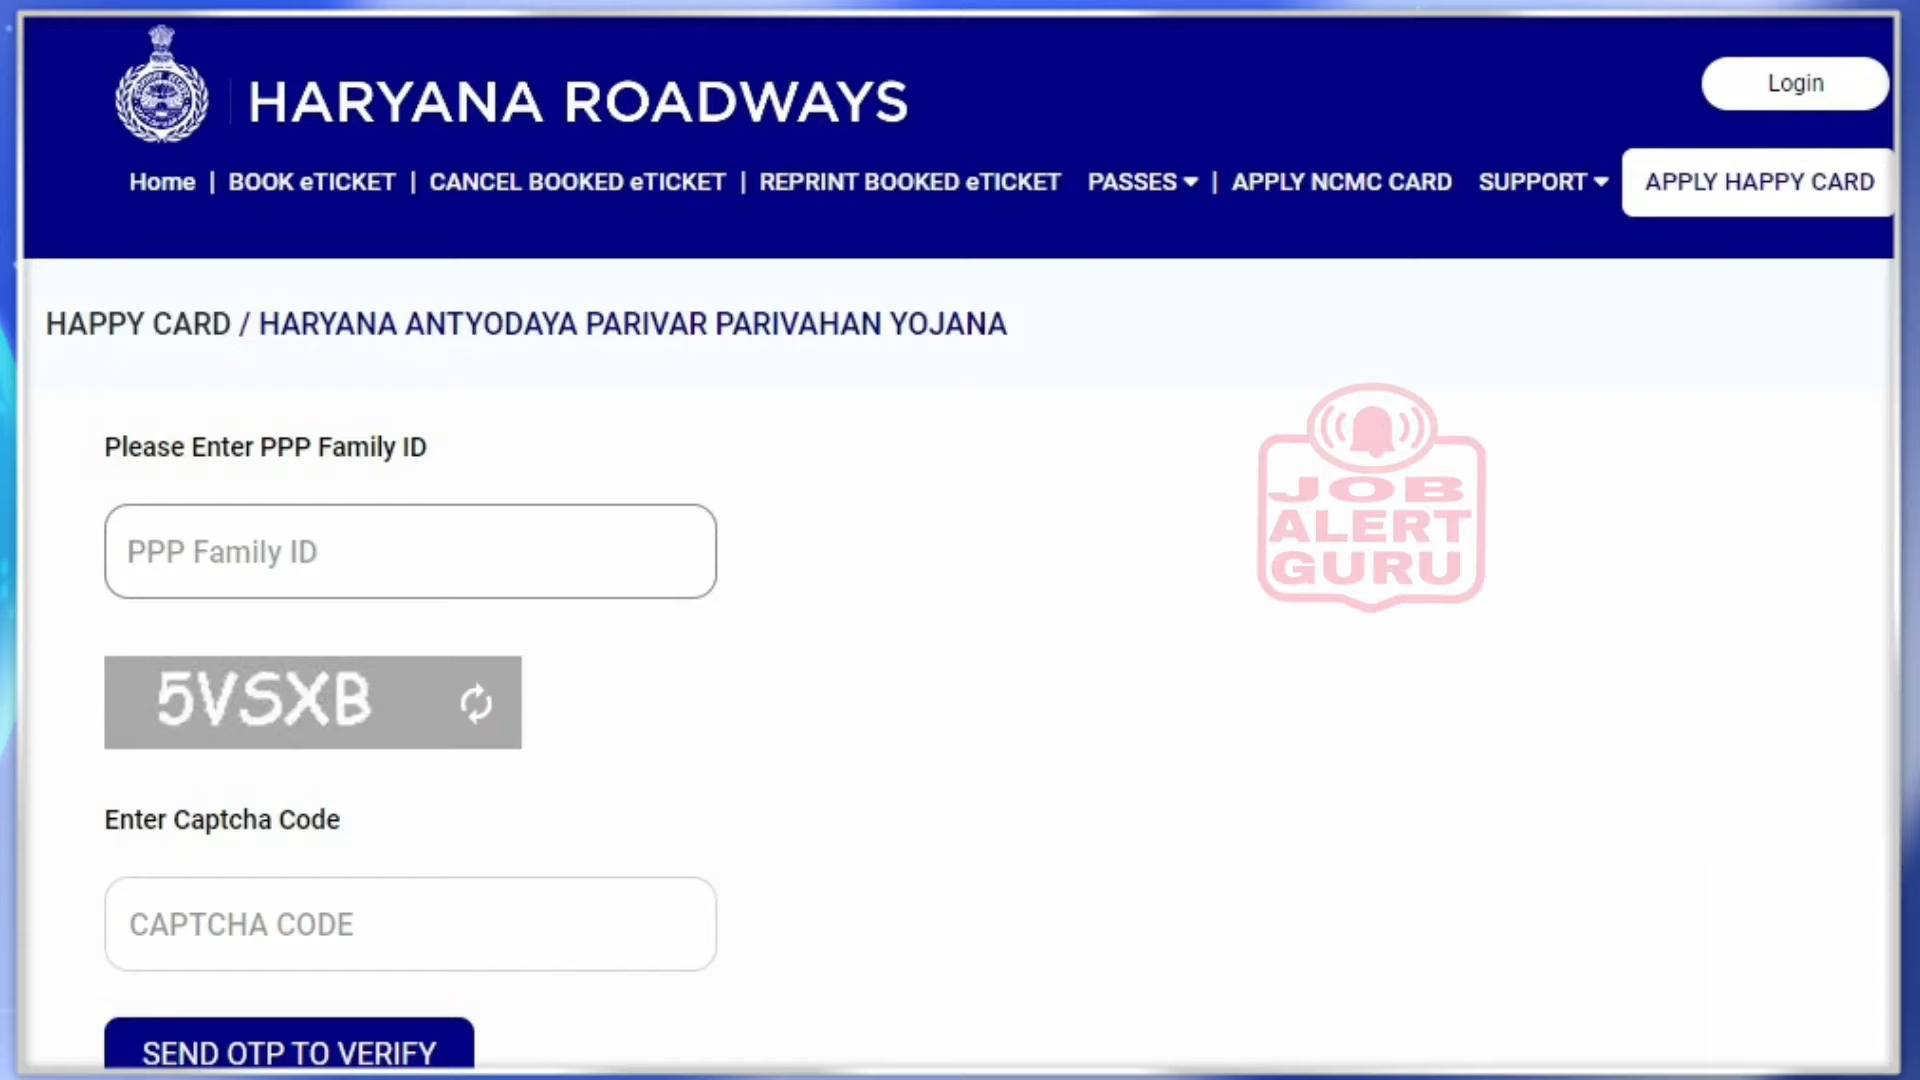 HARYANA ROADWAYS
Login
Home | BOOK eTICKET | CANCEL BOOKED eTICKET | REPRINT BOOKED eTICKET PASSES | APPLY NCMC CARD SUPPORT APPLY HAPPY CARD
HAPPY CARD / HARYANA ANTYODAYA PARIVAR PARIVAHAN YOJANA
Please Enter PPP Family ID
PPP Family ID
JOB
ALERT
GURU
5VSXB
Enter Captcha Code
CAPTCHA CODE
SEND OTP TO VERIFY